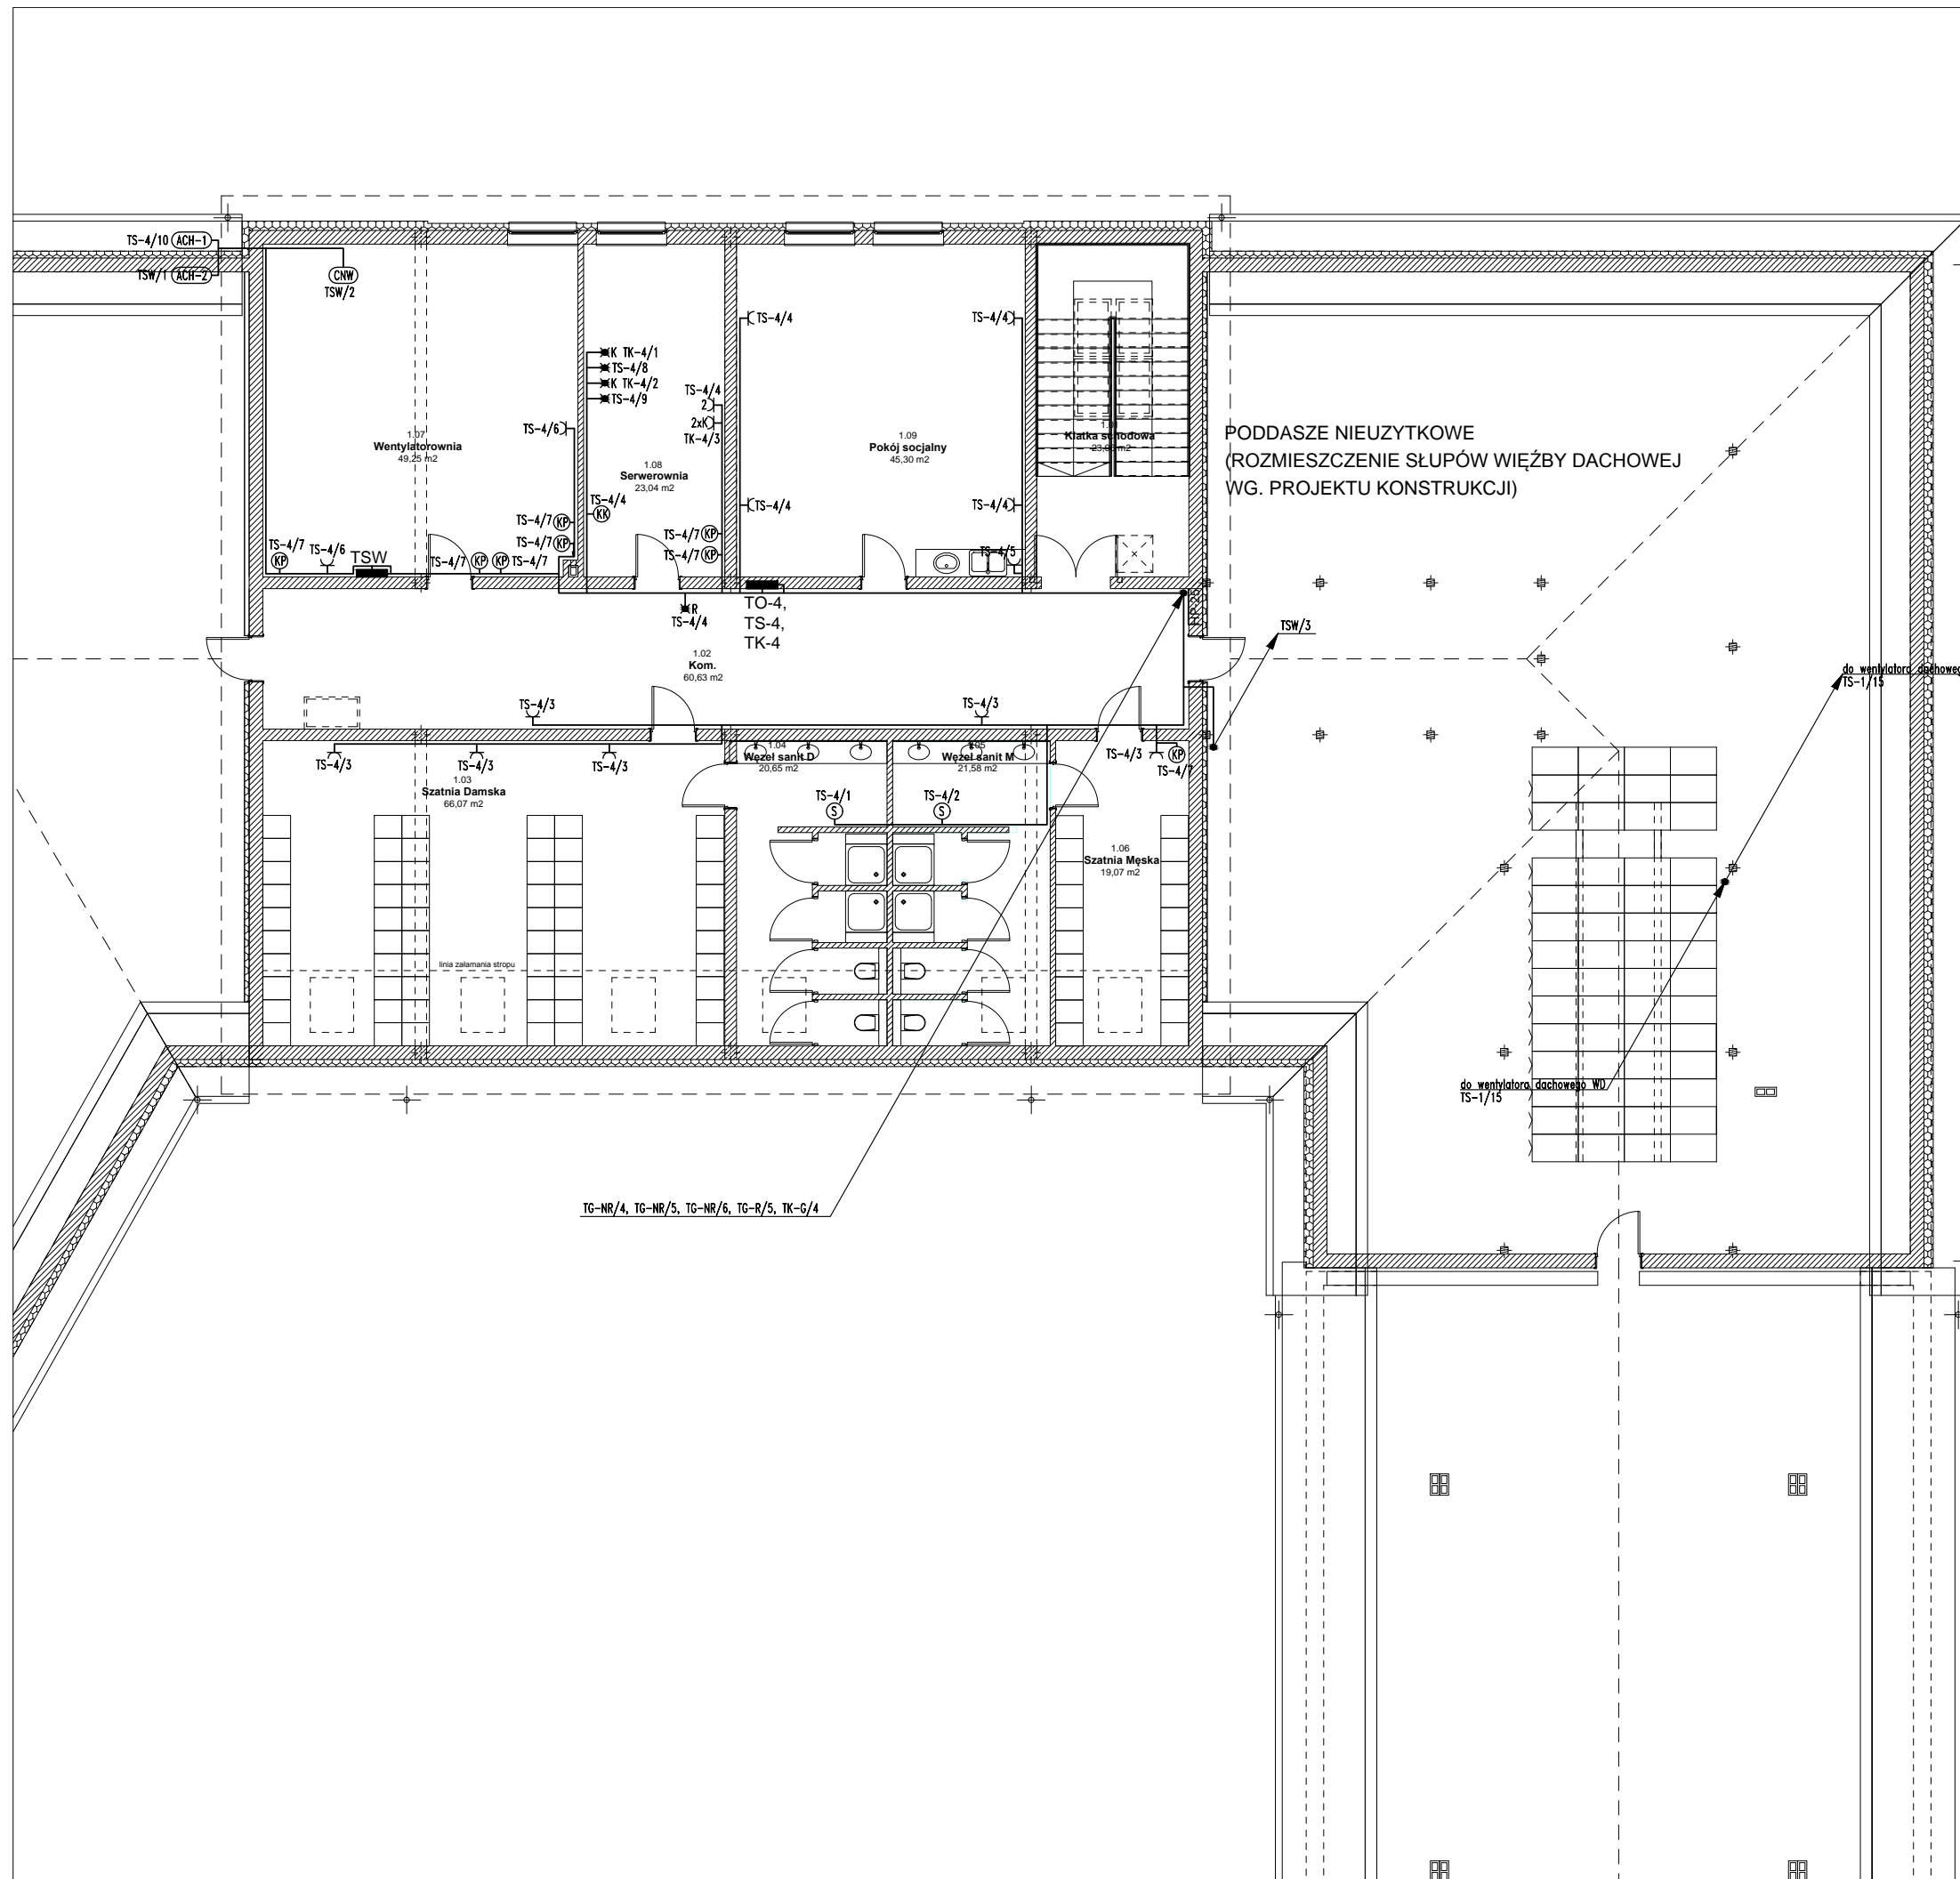 TS-4/10 ACH-1
TSW/1 ACH-2
CNW
TSW/2
TS-4/4
TS-4/4
K TK-4/1
TS-4/8
K TK-4/2
TS-4/9
TS-4/4
2
2xK
TK-4/3
TS-4/6
1.07
Wentylatorownia
49,25 m2
1.08
Serwerownia
23,04 m2
1.09
Pokój socjalny
45,30 m2
1.01
Klatka schodowa
PODDASZE NIEUZYTKOWE
(ROZMIESZCZENIE SŁUPÓW WIĘŹBY DACHOWEJ
WG. PROJEKTU KONSTRUKCJI)
TS-4/4
KK
TS-4/4
TS-4/4
TS-4/7 KP
TS-4/7 KP
TS-4/7 KP
TS-4/7 KP
TS-4/7
KP
TS-4/6
TSW
TS-4/7 KP KP TS-4/7
TS-4/5
R
TS-4/4
TO-4,
TS-4,
TK-4
HP-25
TSW/3
1.02
Kom.
60,63 m2
do wentylatora dachowego
TS-1/15
TS-4/3
TS-4/3
TS-4/3
TS-4/3
TS-4/3
1.03
Szatnia Damska
66,07 m2
1.04
Węzeł sanit D
20,65 m2
1.05
Węzeł sanit M
21,58 m2
TS-4/3
KP
TS-4/7
TS-4/1
S
TS-4/2
S
1.06
Szatnia Męska
19,07 m2
linia załamania stropu
do wentylatora dachowego WD
TS-1/15
TG-NR/4, TG-NR/5, TG-NR/6, TG-R/5, TK-G/4